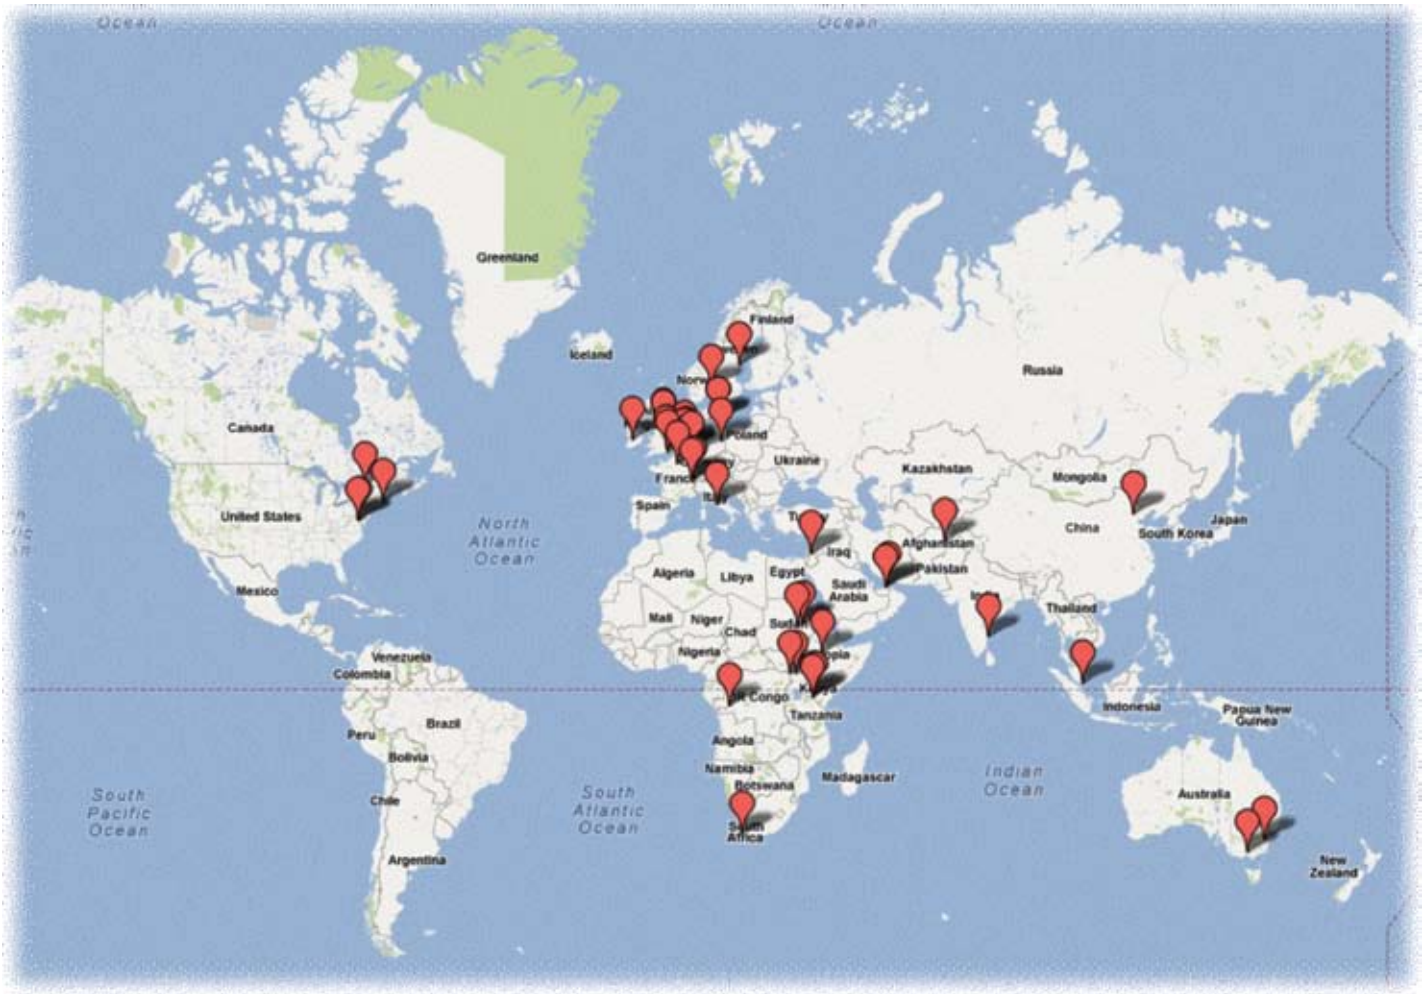 Ocean
Ocean
Greenland
Finland
Iceland
Russia
Norw
Canada
Poland
Ukraine
Kazakhstan
Mongolia
France
Spain
United States
North
Atlantic
Ocean
China
South Korea
Japan
Iraq
Afghanistan
Algeria
Libya
Egypt
Pakistan
Saudi
Arabia
Mexico
Mali
Niger
Chad
Sudan
Thailand
Nigeria
Venezuela
Colombia
Congo
Tanzania
Indonesia
Papua New
Guinea
Peru
Brazil
Angola
Bolivia
Namibia
Botswana
Madagascar
Indian
Ocean
South
Pacific
Ocean
South
Atlantic
Ocean
Chile
Australia
South
Africa
Argentina
New
Zealand